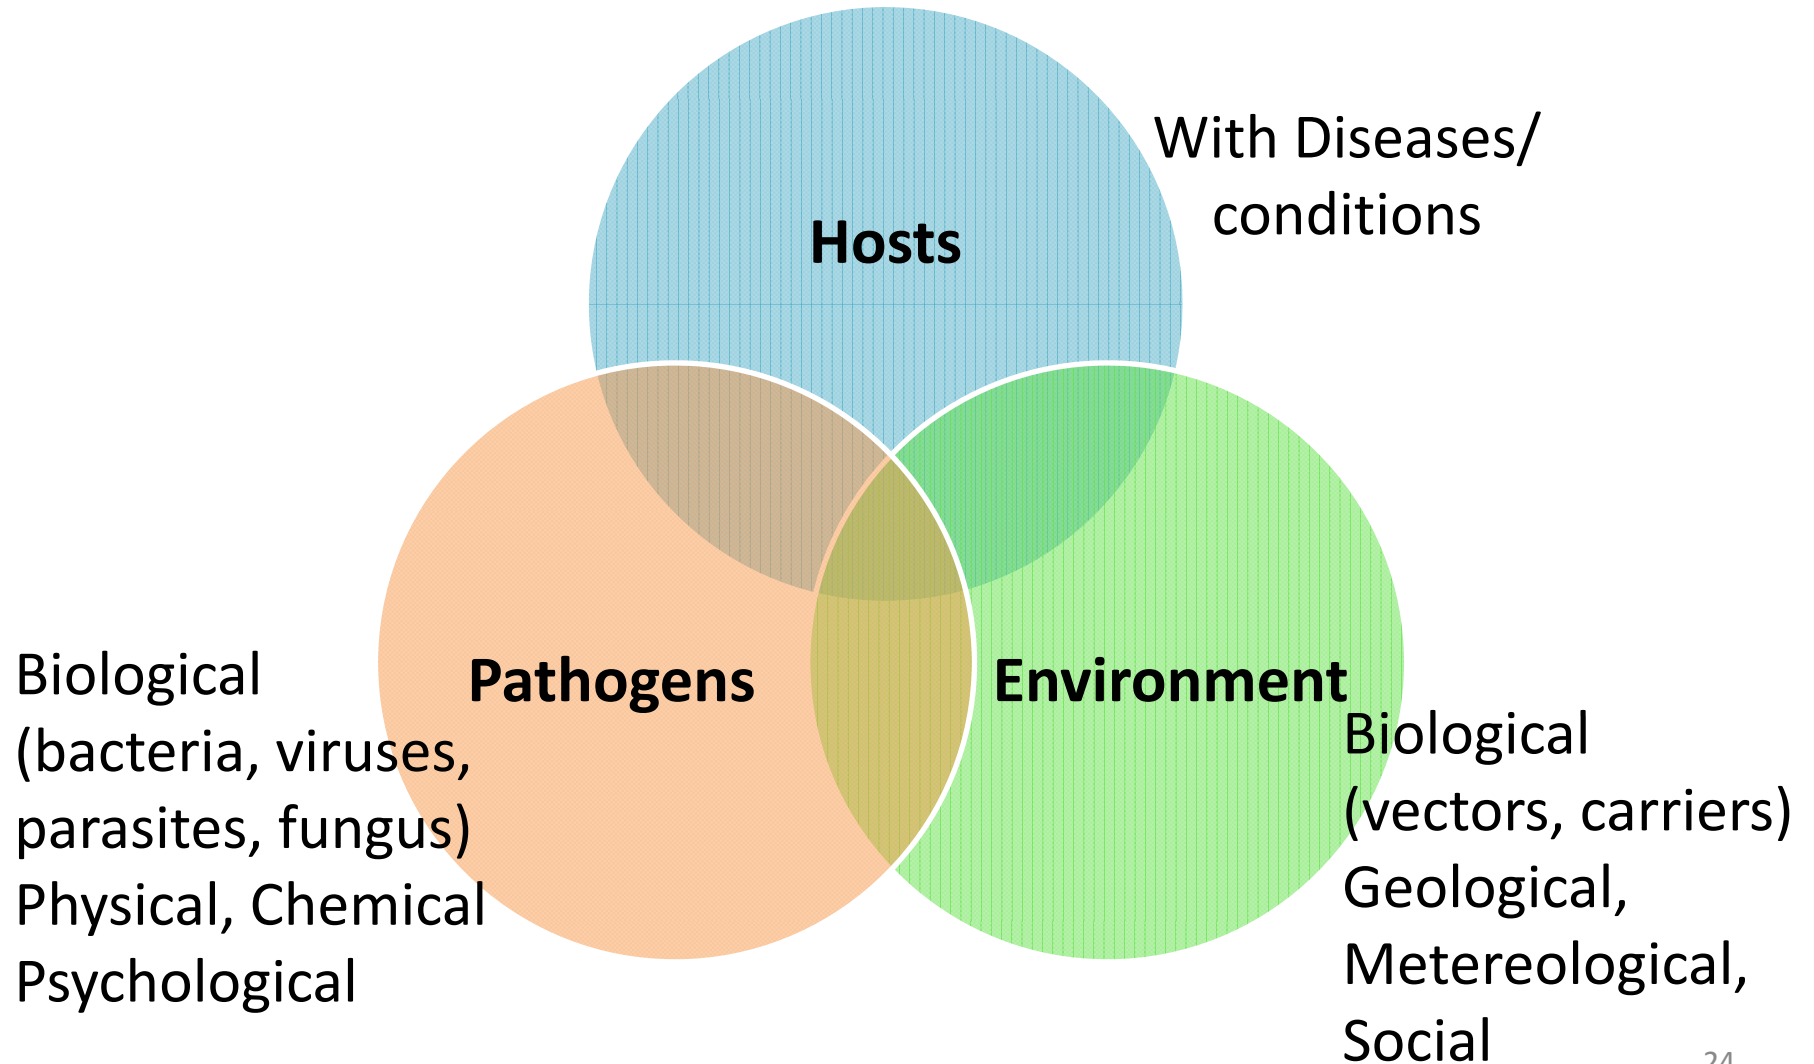 With Diseases/
conditions
Hosts
Pathogens
Environment
Biological
(bacteria, viruses,
parasites, fungus)
Physical, Chemical
Psychological
Biological
(vectors, carriers)
Geological,
Metereological,
Social
24